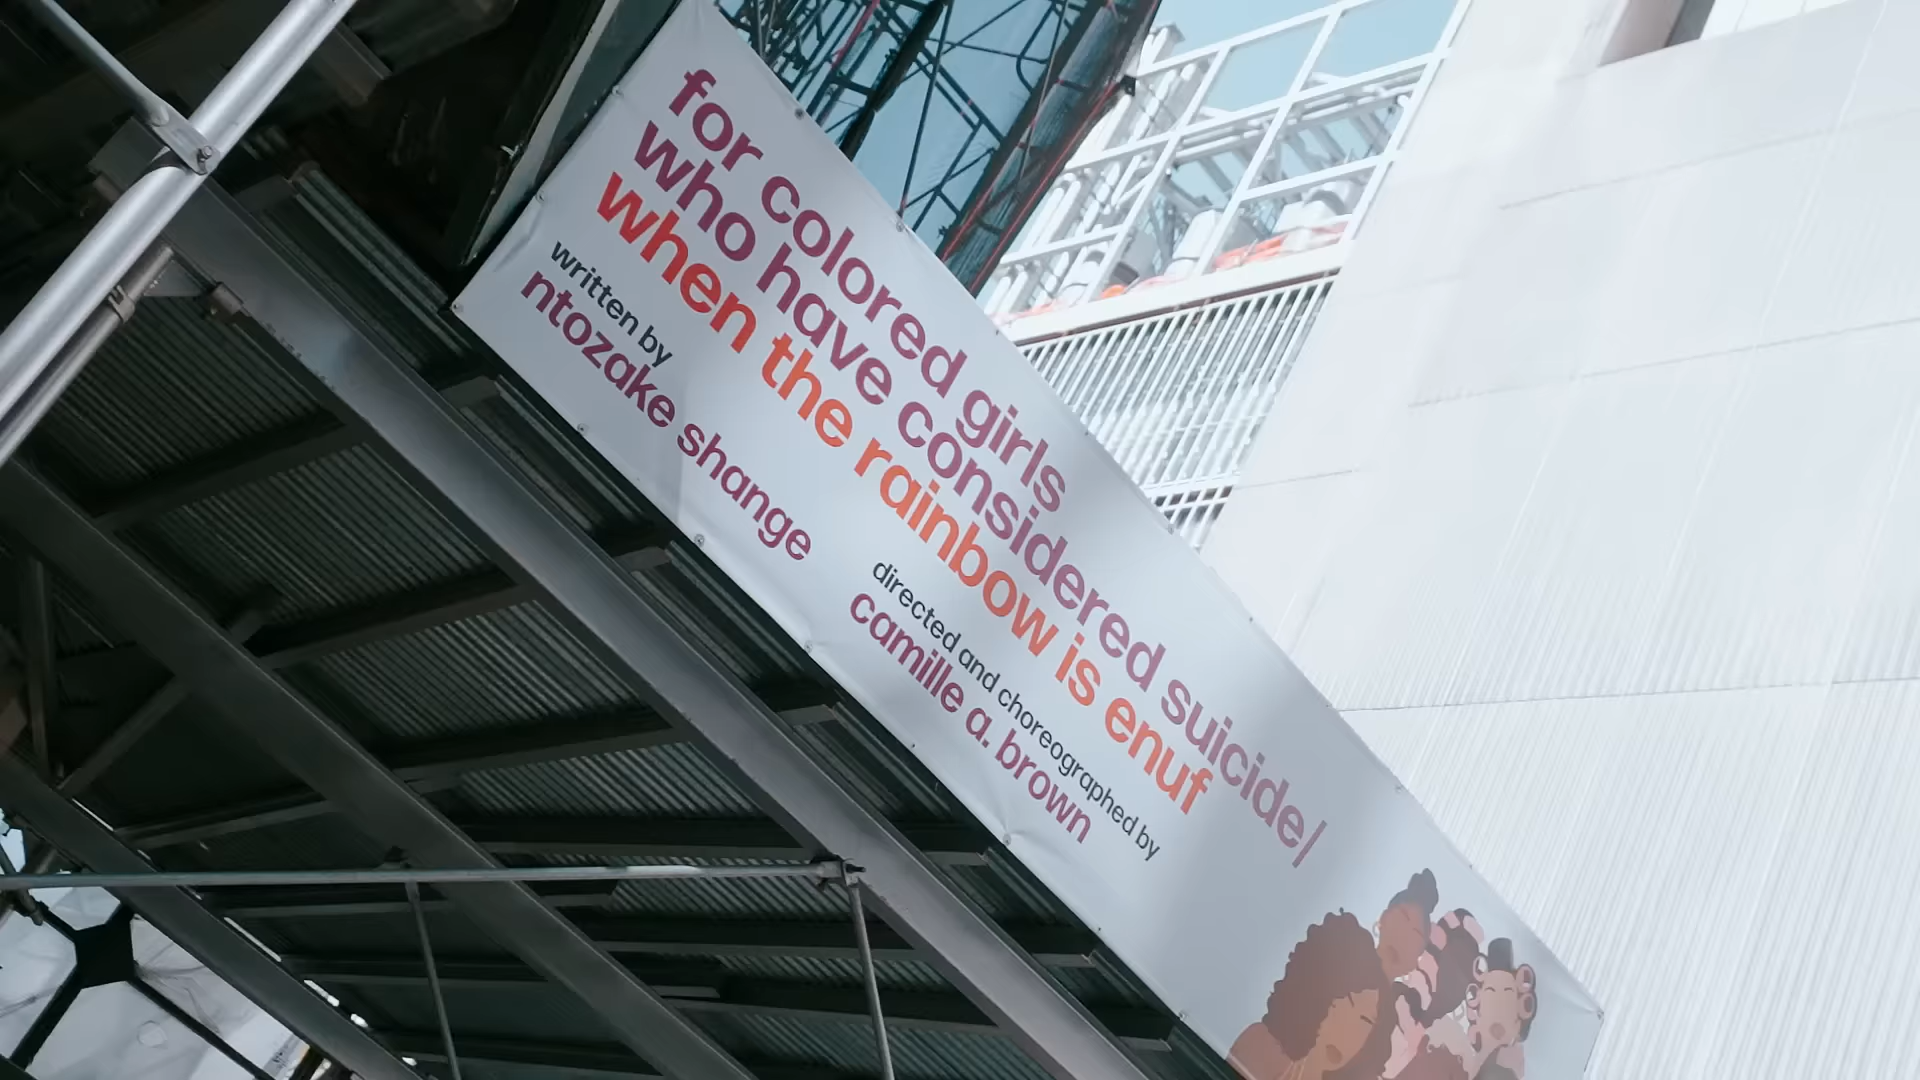 for colored girls
who have considered suicide/
when the rainbow is enuf
written by
ntozake shange
directed and choreographed by
camille a. brown